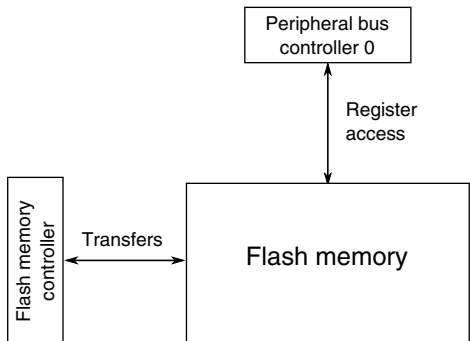 Peripheral bus
controller 0
Register
access
Flash memory
controller
Transfers
Flash memory